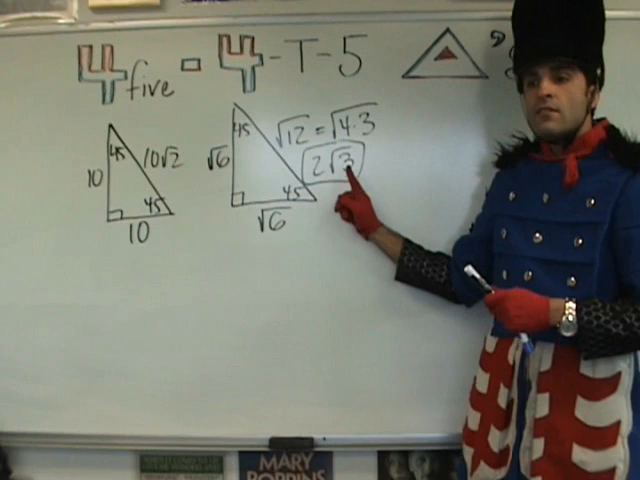 4five - 4-T-5
45
10
10√2
45
10
45
√6
√12 = √4·3
2√3
45
√6
MARY
POPPINS